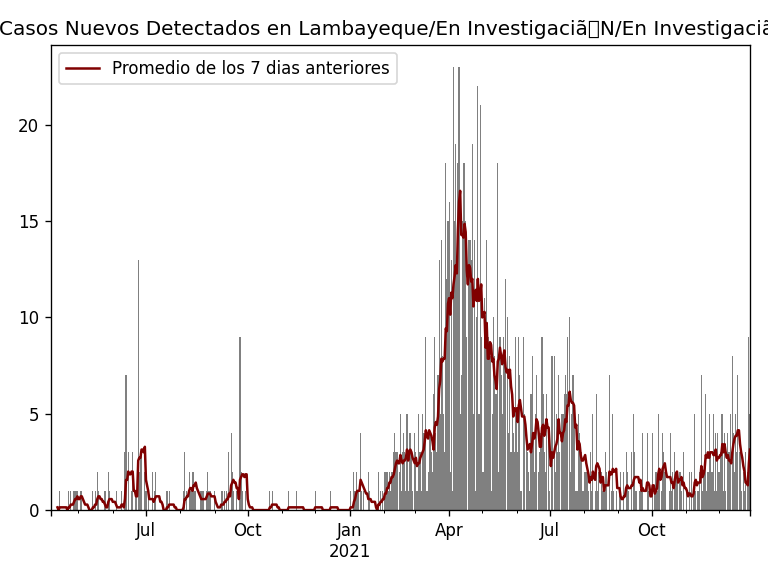 Casos Nuevos Detectados en Lambayeque/En Investigaciã▯N/En Investigaciã
Promedio de los 7 dias anteriores
20
15
10
5
0
Jul Oct Jan Apr Jul Oct
2021